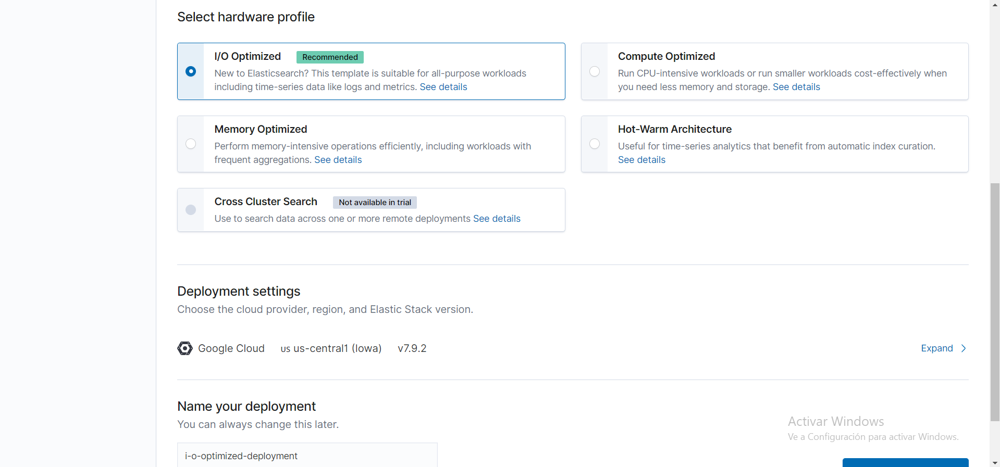 Select hardware profile
I/O Optimized Recommended
New to Elasticsearch? This template is suitable for all-purpose workloads
including time-series data like logs and metrics. See details
Compute Optimized
Run CPU-intensive workloads or run smaller workloads cost-effectively when
you need less memory and storage. See details
Memory Optimized
Perform memory-intensive operations efficiently, including workloads with
frequent aggregations. See details
Hot-Warm Architecture
Useful for time-series analytics that benefit from automatic index curation.
See details
Cross Cluster Search Not available in trial
Use to search data across one or more remote deployments See details
Deployment settings
Choose the cloud provider, region, and Elastic Stack version.
Google Cloud us us-central1 (Iowa) v7.9.2 Expand
Name your deployment
You can always change this later.
i-o-optimized-deployment
Activar Windows
Ve a Configuración para activar Windows.